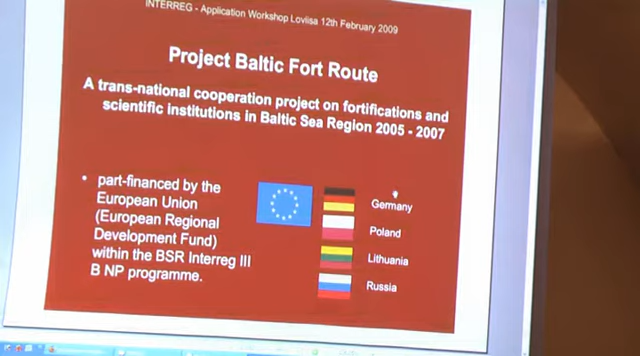 INTERREG - Application Workshop Loviisa 12th February 2009
Project Baltic Fort Route
A trans-national cooperation project on fortifications and
scientific institutions in Baltic Sea Region 2005 - 2007
• part-financed by the
European Union
(European Regional
Development Fund)
within the BSR Interreg III
B NP programme.
Germany
Poland
Lithuania
Russia